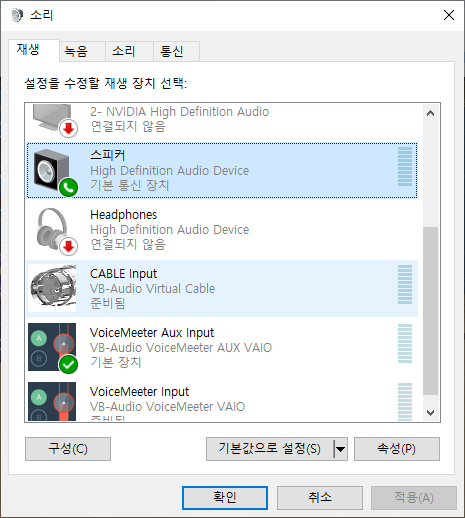 소리
재생
녹음
소리
통신
설정을 수정할 재생 장치 선택:
2- NVIDIA High Definition Audio
연결되지 않음
스피커
High Definition Audio Device
기본 통신 장치
Headphones
High Definition Audio Device
연결되지 않음
CABLE Input
VB-Audio Virtual Cable
준비됨
A
B
VoiceMeeter Aux Input
VB-Audio VoiceMeeter AUX VAIO
기본 장치
A
B
VoiceMeeter Input
VB-Audio VoiceMeeter VAIO
준비됨
구성(C)
기본값으로 설정(S)
속성(P)
확인
취소
적용(A)